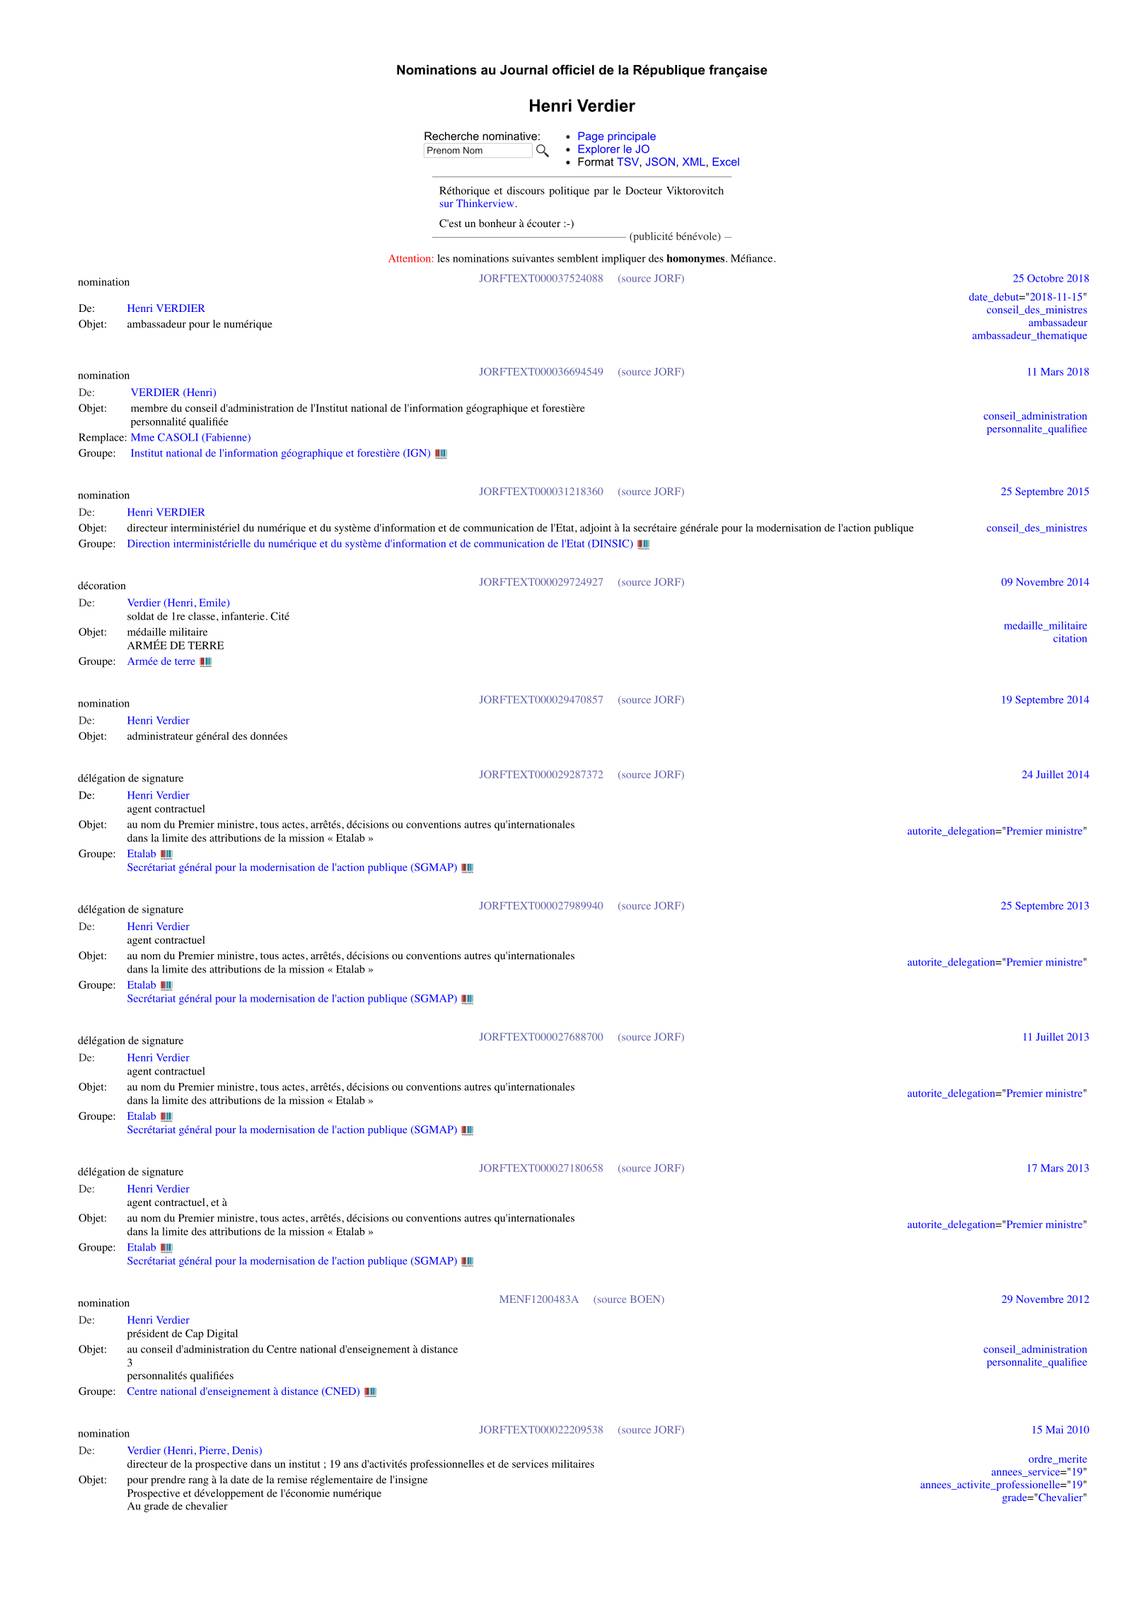 Nominations au Journal officiel de la République française
Henri Verdier
Recherche nominative:
Prenom Nom
• Page principale
• Explorer le JO
• Format TSV, JSON, XML, Excel
Réthorique et discours politique par le Docteur Viktorovitch
sur Thinkerview.
C'est un bonheur à écouter :-)
(publicité bénévole)
Attention: les nominations suivantes semblent impliquer des homonymes. Méfiance.
nomination JORFTEXT000037524088 (source JORF) 25 Octobre 2018
De: Henri VERDIER
Objet: ambassadeur pour le numérique
date_debut="2018-11-15"
conseil_des_ministres
ambassadeur
ambassadeur_thematique
nomination JORFTEXT000036694549 (source JORF) 11 Mars 2018
De: VERDIER (Henri)
Objet: membre du conseil d'administration de l'Institut national de l'information géographique et forestière
personnalité qualifiée
Remplace: Mme CASOLI (Fabienne)
Groupe: Institut national de l'information géographique et forestière (IGN)
conseil_administration
personnalite_qualifiee
nomination JORFTEXT000031218360 (source JORF) 25 Septembre 2015
De: Henri VERDIER
Objet: directeur interministériel du numérique et du système d'information et de communication de l'Etat, adjoint à la secrétaire générale pour la modernisation de l'action publique conseil_des_ministres
Groupe: Direction interministérielle du numérique et du système d'information et de communication de l'Etat (DINSIC)
décoration JORFTEXT000029724927 (source JORF) 09 Novembre 2014
De: Verdier (Henri, Emile)
soldat de 1re classe, infanterie. Cité
Objet: médaille militaire
ARMÉE DE TERRE
Groupe: Armée de terre
medaille_militaire
citation
nomination JORFTEXT000029470857 (source JORF) 19 Septembre 2014
De: Henri Verdier
Objet: administrateur général des données
délégation de signature JORFTEXT000029287372 (source JORF) 24 Juillet 2014
De: Henri Verdier
agent contractuel
Objet: au nom du Premier ministre, tous actes, arrêtés, décisions ou conventions autres qu'internationales
dans la limite des attributions de la mission « Etalab »
Groupe: Etalab
Secrétariat général pour la modernisation de l'action publique (SGMAP)
autorite_delegation="Premier ministre"
délégation de signature JORFTEXT000027989940 (source JORF) 25 Septembre 2013
De: Henri Verdier
agent contractuel
Objet: au nom du Premier ministre, tous actes, arrêtés, décisions ou conventions autres qu'internationales
dans la limite des attributions de la mission « Etalab »
Groupe: Etalab
Secrétariat général pour la modernisation de l'action publique (SGMAP)
autorite_delegation="Premier ministre"
délégation de signature JORFTEXT000027688700 (source JORF) 11 Juillet 2013
De: Henri Verdier
agent contractuel
Objet: au nom du Premier ministre, tous actes, arrêtés, décisions ou conventions autres qu'internationales
dans la limite des attributions de la mission « Etalab »
Groupe: Etalab
Secrétariat général pour la modernisation de l'action publique (SGMAP)
autorite_delegation="Premier ministre"
délégation de signature JORFTEXT000027180658 (source JORF) 17 Mars 2013
De: Henri Verdier
agent contractuel, et à
Objet: au nom du Premier ministre, tous actes, arrêtés, décisions ou conventions autres qu'internationales
dans la limite des attributions de la mission « Etalab »
Groupe: Etalab
Secrétariat général pour la modernisation de l'action publique (SGMAP)
autorite_delegation="Premier ministre"
nomination MENF1200483A (source BOEN) 29 Novembre 2012
De: Henri Verdier
président de Cap Digital
Objet: au conseil d'administration du Centre national d'enseignement à distance
3
personnalités qualifiées
Groupe: Centre national d'enseignement à distance (CNED)
conseil_administration
personnalite_qualifiee
nomination JORFTEXT000022209538 (source JORF) 15 Mai 2010
De: Verdier (Henri, Pierre, Denis)
directeur de la prospective dans un institut ; 19 ans d'activités professionnelles et de services militaires
Objet: pour prendre rang à la date de la remise réglementaire de l'insigne
Prospective et développement de l'économie numérique
Au grade de chevalier
ordre_merite
annees_service="19"
annees_activite_professionelle="19"
grade="Chevalier"